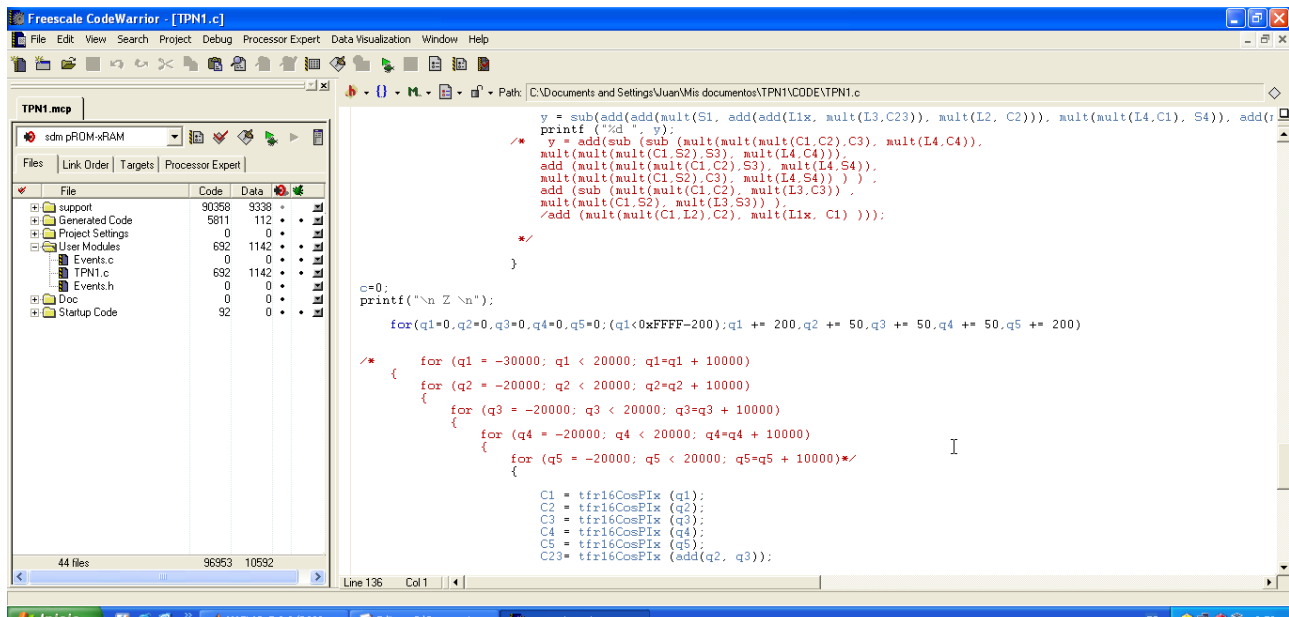 Freescale CodeWarrior - [TPN1.c]
File Edit View Search Project Debug Processor Expert Data Visualization Window Help
Path: C:\Documents and Settings\Juan\Mis documentos\TPN1\CODE\TPN1.c
TPN1.mcp
sdm pROM-xRAM
Files Link Order Targets Processor Expert
File Code Data
support 90358 9338
Generated Code 5811 112
Project Settings 0 0
User Modules 692 1142
Events.c 0 0
TPN1.c 692 1142
Events.h 0 0
Doc 0 0
Startup Code 92 0
44 files 96953 10592
y = sub(add(add(mult(S1, add(add(L1x, mult(L3,C23)), mult(L2, C2))), mult(mult(L4,C1), S4)), add(
printf ("%d ", y);
/* y = add(sub (sub (mult(mult(mult(C1,C2),C3), mult(L4,C4)),
mult(mult(mult(C1,S2),S3), mult(L4,C4))),
add (mult(mult(mult(C1,C2),S3), mult(L4,S4)),
mult(mult(mult(C1,S2),C3), mult(L4,S4)) ) ) ,
add (sub (mult(mult(C1,C2), mult(L3,C3)) ,
mult(mult(C1,S2), mult(L3,S3)) ),
/add (mult(mult(C1,L2),C2), mult(L1x, C1) )));
*/
}
c=0;
printf("\n Z \n");
for(q1=0,q2=0,q3=0,q4=0,q5=0;(q1<0xFFFF-200);q1 += 200,q2 += 50,q3 += 50,q4 += 50,q5 += 200)
/* for (q1 = -30000; q1 < 20000; q1=q1 + 10000)
{
for (q2 = -20000; q2 < 20000; q2=q2 + 10000)
{
for (q3 = -20000; q3 < 20000; q3=q3 + 10000)
{
for (q4 = -20000; q4 < 20000; q4=q4 + 10000)
{
for (q5 = -20000; q5 < 20000; q5=q5 + 10000)*/
{
C1 = tfr16CosPIx (q1);
C2 = tfr16CosPIx (q2);
C3 = tfr16CosPIx (q3);
C4 = tfr16CosPIx (q4);
C5 = tfr16CosPIx (q5);
C23= tfr16CosPIx (add(q2, q3));
Line 136 Col 1